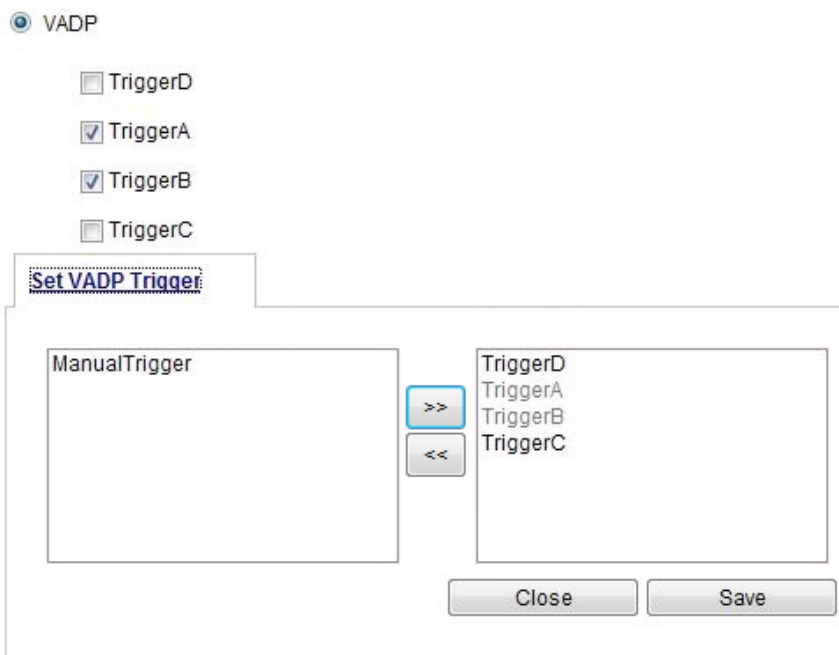 VADP
TriggerD
TriggerA
TriggerB
TriggerC
Set VADP Trigger
ManualTrigger
>>
<<
TriggerD
TriggerA
TriggerB
TriggerC
Close Save